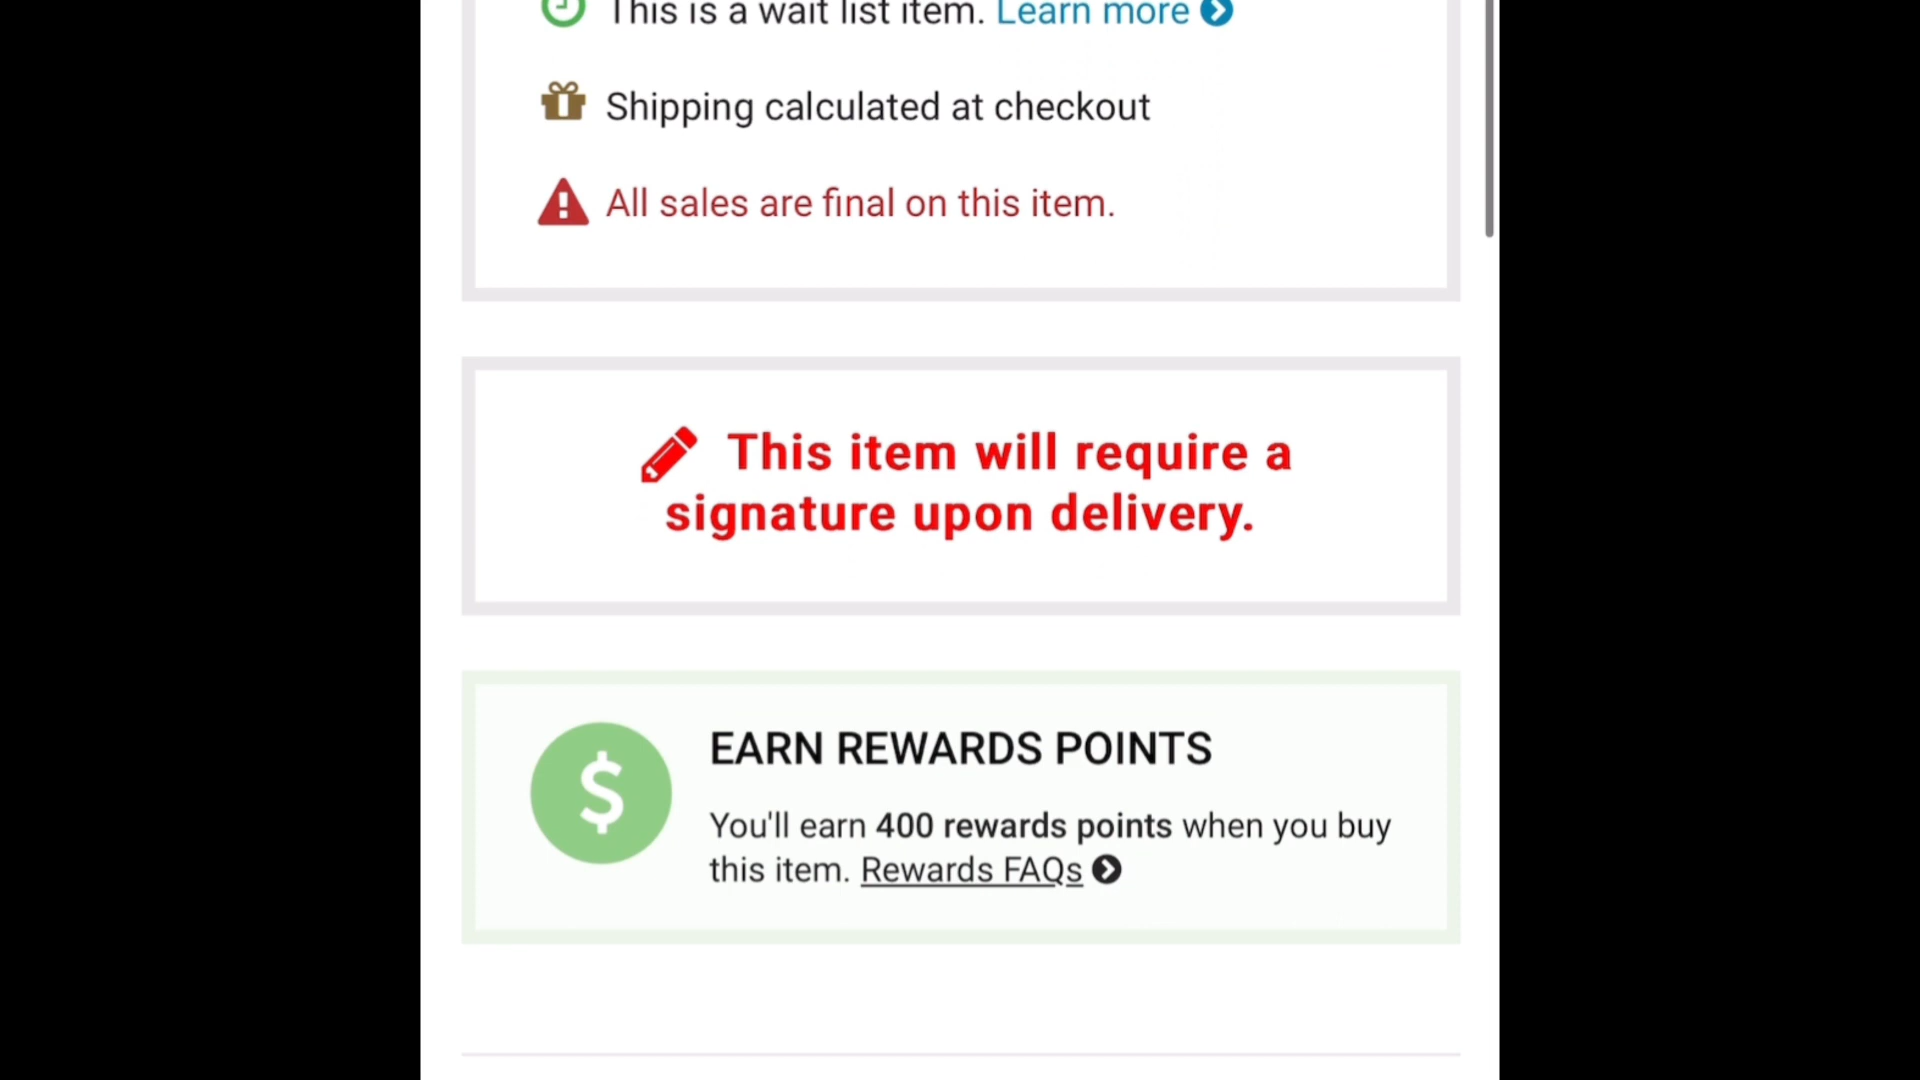 This is a wait list item. Learn more
Shipping calculated at checkout
All sales are final on this item.
This item will require a
signature upon delivery.
EARN REWARDS POINTS
You'll earn 400 rewards points when you buy
this item. Rewards FAQs